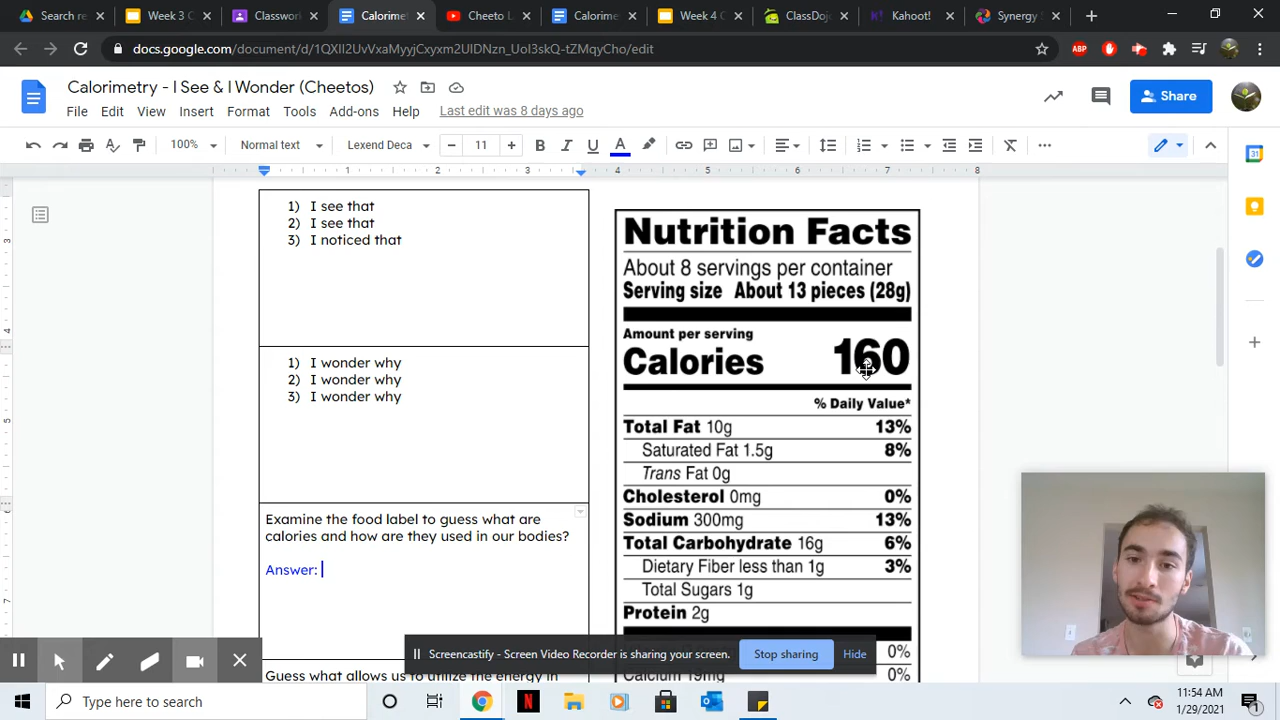 Search re
Week 3 C
Classwor
Calorimet
Cheeto L
Calorime
Week 4 C
ClassDoj
Kahoot!
Synergy
docs.google.com/document/d/1QXII2UvVxaMyyjCxyxm2UIDNzn_UoI3skQ-tZMqyCho/edit
Calorimetry - I See & I Wonder (Cheetos)
File Edit View Insert Format Tools Add-ons Help Last edit was 8 days ago
Share
100% Normal text Lexend Deca 11
1) I see that
2) I see that
3) I noticed that
1) I wonder why
2) I wonder why
3) I wonder why
Examine the food label to guess what are
calories and how are they used in our bodies?
Answer:
Guess what allows us to utilize the energy in
Nutrition Facts
About 8 servings per container
Serving size About 13 pieces (28g)
Amount per serving
Calories 160
% Daily Value*
Total Fat 10g 13%
Saturated Fat 1.5g 8%
Trans Fat 0g
Cholesterol 0mg 0%
Sodium 300mg 13%
Total Carbohydrate 16g 6%
Dietary Fiber less than 1g 3%
Total Sugars 1g
Protein 2g
0%
Calcium 19mg 0%
Screencastify - Screen Video Recorder is sharing your screen. Stop sharing Hide
Type here to search
11:54 AM
1/29/2021